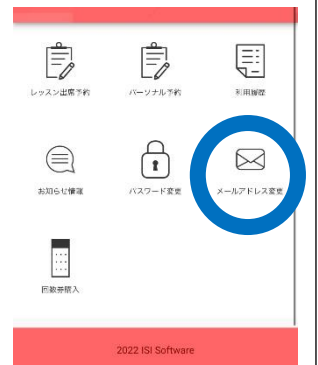 レッスン出席予約
パーソナル予約
利用履歴
お知らせ情報
パスワード変更
メールアドレス変更
回数券購入
2022 ISI Software